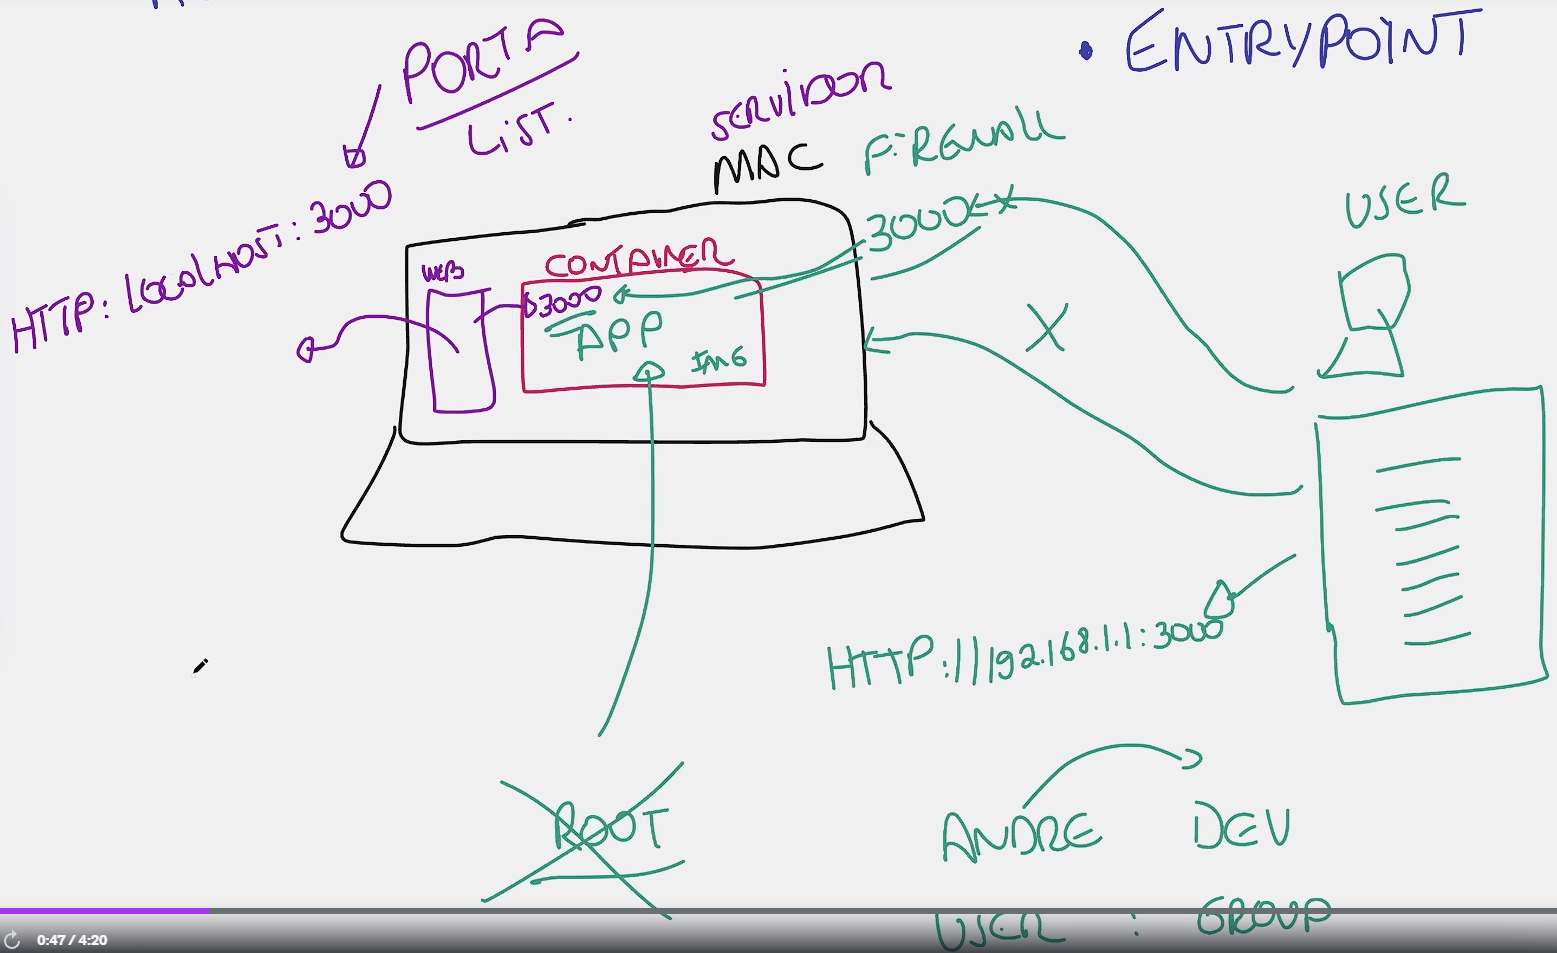 PORTA
LIST.
• ENTRYPOINT
SERVIDOR
MAC
FIREWALL
HTTP: LOCALHOST: 3000
3000
USER
WEB
CONTAINER
3000
APP
IMG
HTTP://192.168.1.1:3000
ROOT
ANDRE DEV
USER : GROUP
0:47 / 4:20